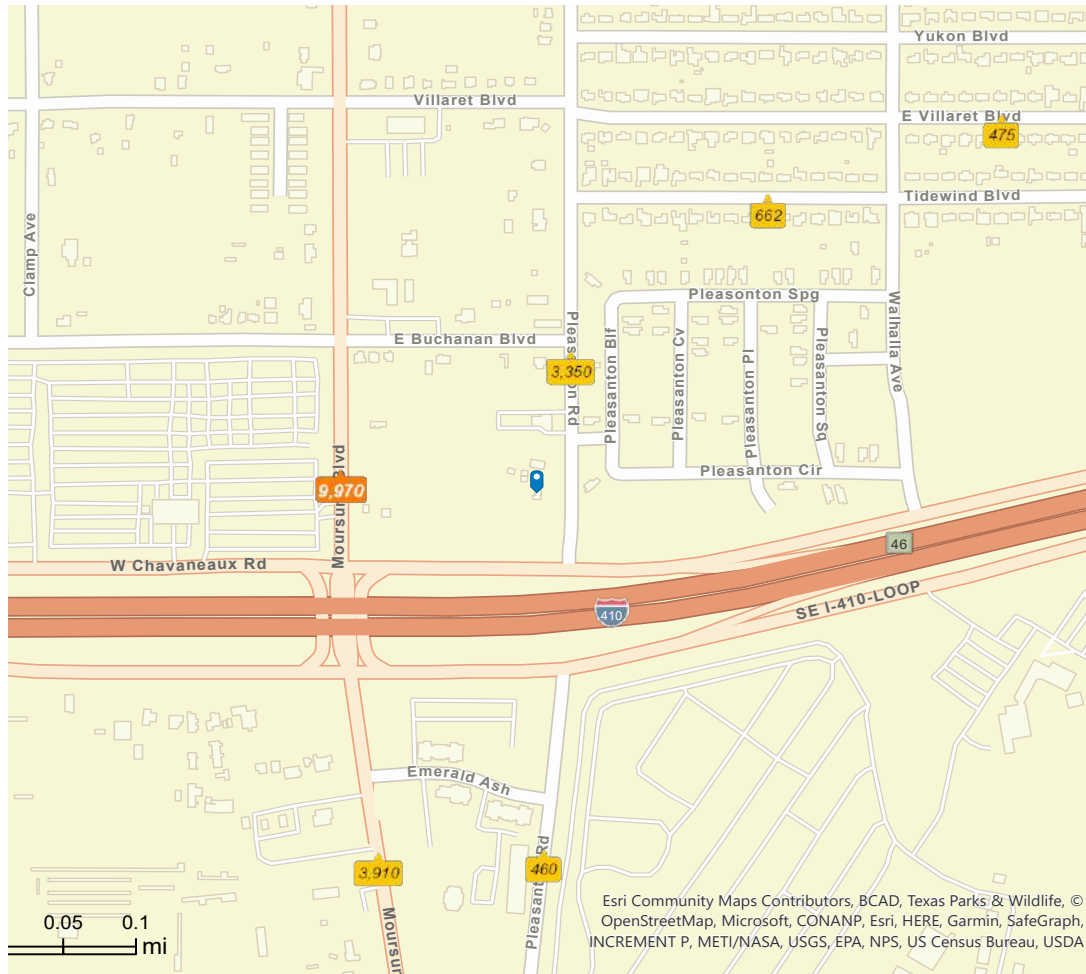 Yukon Blvd
Villaret Blvd
E Villaret Blvd
475
Tidewind Blvd
662
Clamp Ave
Pleasonton Spg
E Buchanan Blvd
Pleasanton Blf
Pleasanton Cv
Pleasanton Pl
Pleasanton Sq
Walhalla Ave
3,350
Pleasanton Cir
9,970
Moursund Blvd
W Chavaneaux Rd
46
410
SE I-410-LOOP
Emerald Ash
3,910
460
Rd
Moursun
0.05 0.1
mi
Esri Community Maps Contributors, BCAD, Texas Parks & Wildlife, ©
OpenStreetMap, Microsoft, CONANP, Esri, HERE, Garmin, SafeGraph,
INCREMENT P, METI/NASA, USGS, EPA, NPS, US Census Bureau, USDA